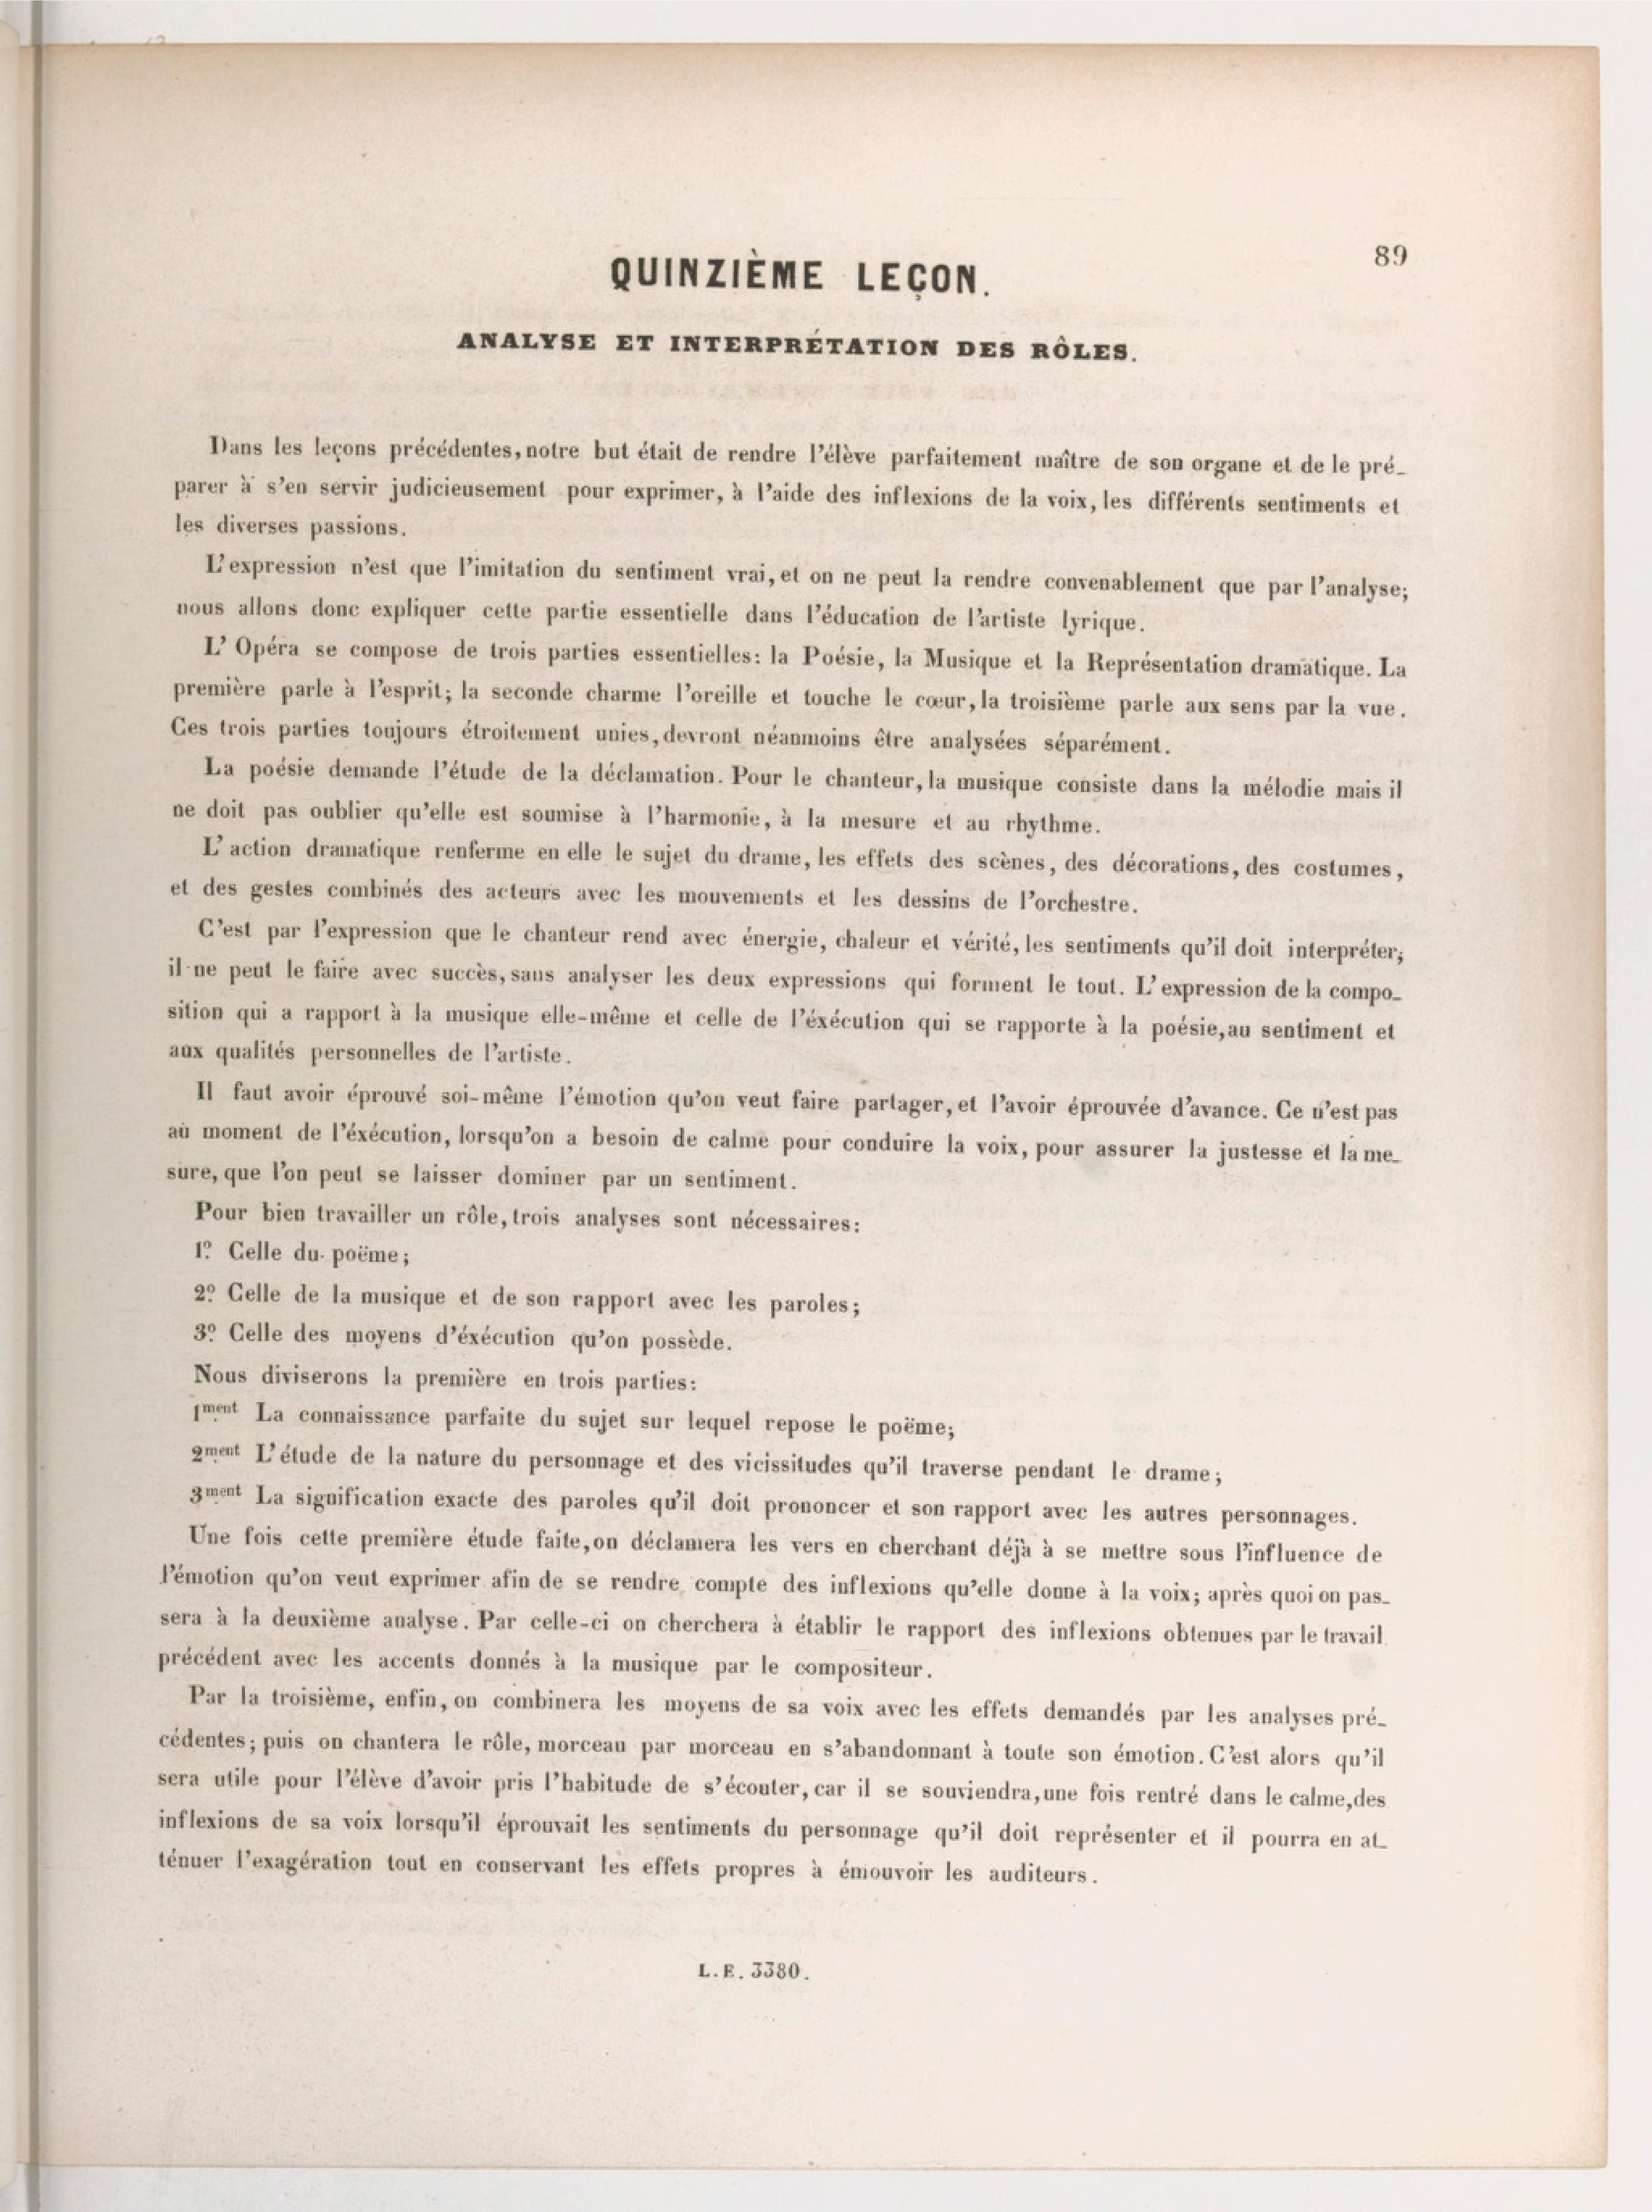 89
QUINZIÈME LEÇON.
ANALYSE ET INTERPRÉTATION DES RÔLES.
Dans les leçons précédentes, notre but était de rendre l'élève parfaitement maître de son organe et de le pré-
parer à s'en servir judicieusement pour exprimer, à l'aide des inflexions de la voix, les différents sentiments et
les diverses passions.
L'expression n'est que l'imitation du sentiment vrai, et on ne peut la rendre convenablement que par l'analyse;
nous allons donc expliquer cette partie essentielle dans l'éducation de l'artiste lyrique.
L' Opéra se compose de trois parties essentielles: la Poésie, la Musique et la Représentation dramatique. La
première parle à l'esprit; la seconde charme l'oreille et touche le cœur, la troisième parle aux sens par la vue.
Ces trois parties toujours étroitement unies, devront néanmoins être analysées séparément.
La poésie demande l'étude de la déclamation. Pour le chanteur, la musique consiste dans la mélodie mais il
ne doit pas oublier qu'elle est soumise à l'harmonie, à la mesure et au rhythme.
L'action dramatique renferme en elle le sujet du drame, les effets des scènes, des décorations, des costumes,
et des gestes combinés des acteurs avec les mouvements et les dessins de l'orchestre.
C'est par l'expression que le chanteur rend avec énergie, chaleur et vérité, les sentiments qu'il doit interpréter;
il ne peut le faire avec succès, sans analyser les deux expressions qui forment le tout. L'expression de la compo-
sition qui a rapport à la musique elle-même et celle de l'éxécution qui se rapporte à la poésie, au sentiment et
aux qualités personnelles de l'artiste.
Il faut avoir éprouvé soi-même l'émotion qu'on veut faire partager, et l'avoir éprouvée d'avance. Ce n'est pas
au moment de l'éxécution, lorsqu'on a besoin de calme pour conduire la voix, pour assurer la justesse et la me-
sure, que l'on peut se laisser dominer par un sentiment.
Pour bien travailler un rôle, trois analyses sont nécessaires:
1º Celle du poëme;
2º Celle de la musique et de son rapport avec les paroles;
3º Celle des moyens d'éxécution qu'on possède.
Nous diviserons la première en trois parties:
1ment La connaissance parfaite du sujet sur lequel repose le poëme;
2ment L'étude de la nature du personnage et des vicissitudes qu'il traverse pendant le drame;
3ment La signification exacte des paroles qu'il doit prononcer et son rapport avec les autres personnages.
Une fois cette première étude faite, on déclamera les vers en cherchant déjà à se mettre sous l'influence de
l'émotion qu'on veut exprimer afin de se rendre compte des inflexions qu'elle donne à la voix; après quoi on pas-
sera à la deuxième analyse. Par celle-ci on cherchera à établir le rapport des inflexions obtenues par le travail
précédent avec les accents donnés à la musique par le compositeur.
Par la troisième, enfin, on combinera les moyens de sa voix avec les effets demandés par les analyses pré-
cédentes; puis on chantera le rôle, morceau par morceau en s'abandonnant à toute son émotion. C'est alors qu'il
sera utile pour l'élève d'avoir pris l'habitude de s'écouter, car il se souviendra, une fois rentré dans le calme, des
inflexions de sa voix lorsqu'il éprouvait les sentiments du personnage qu'il doit représenter et il pourra en at-
ténuer l'exagération tout en conservant les effets propres à émouvoir les auditeurs.
L. E. 3380.